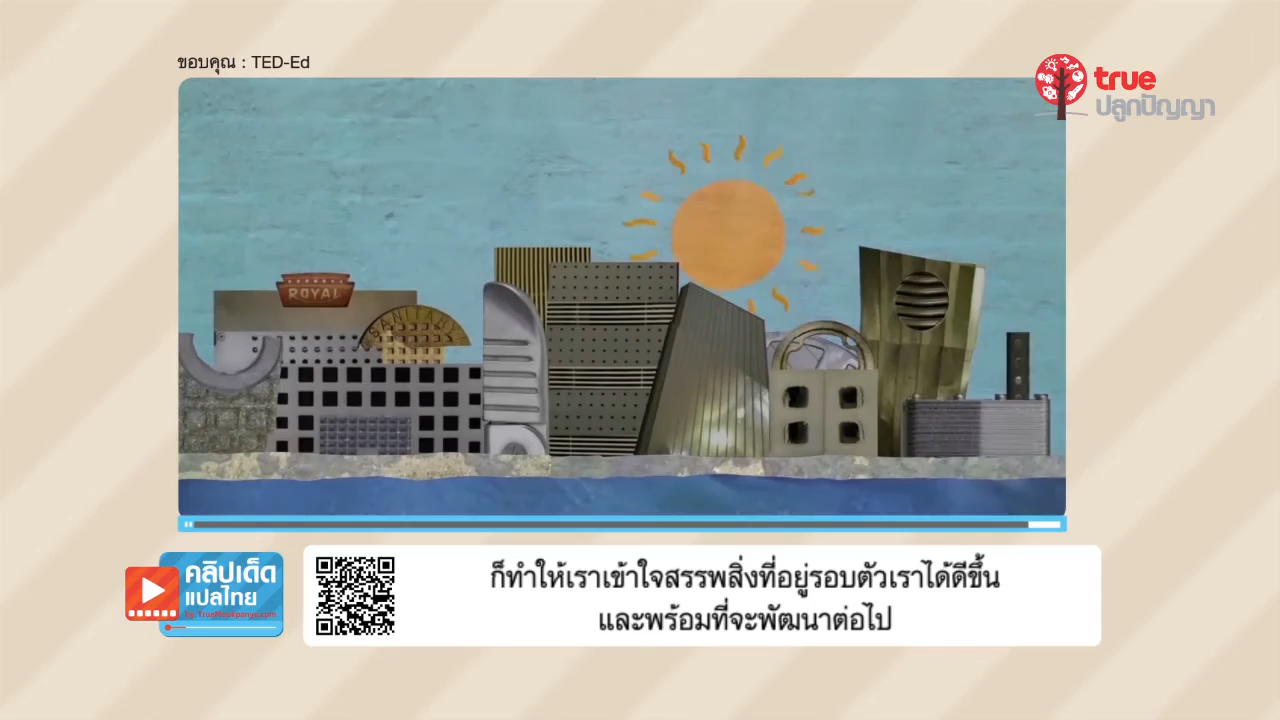 ขอบคุณ : TED-Ed
true
ปลูกปัญญา
ROYAL
SANITARY
คลิปเด็ด
แปลไทย
By TruePlookpanya.com
ก็ทำให้เราเข้าใจสรรพสิ่งที่อยู่รอบตัวเราได้ดีขึ้น
และพร้อมที่จะพัฒนาต่อไป